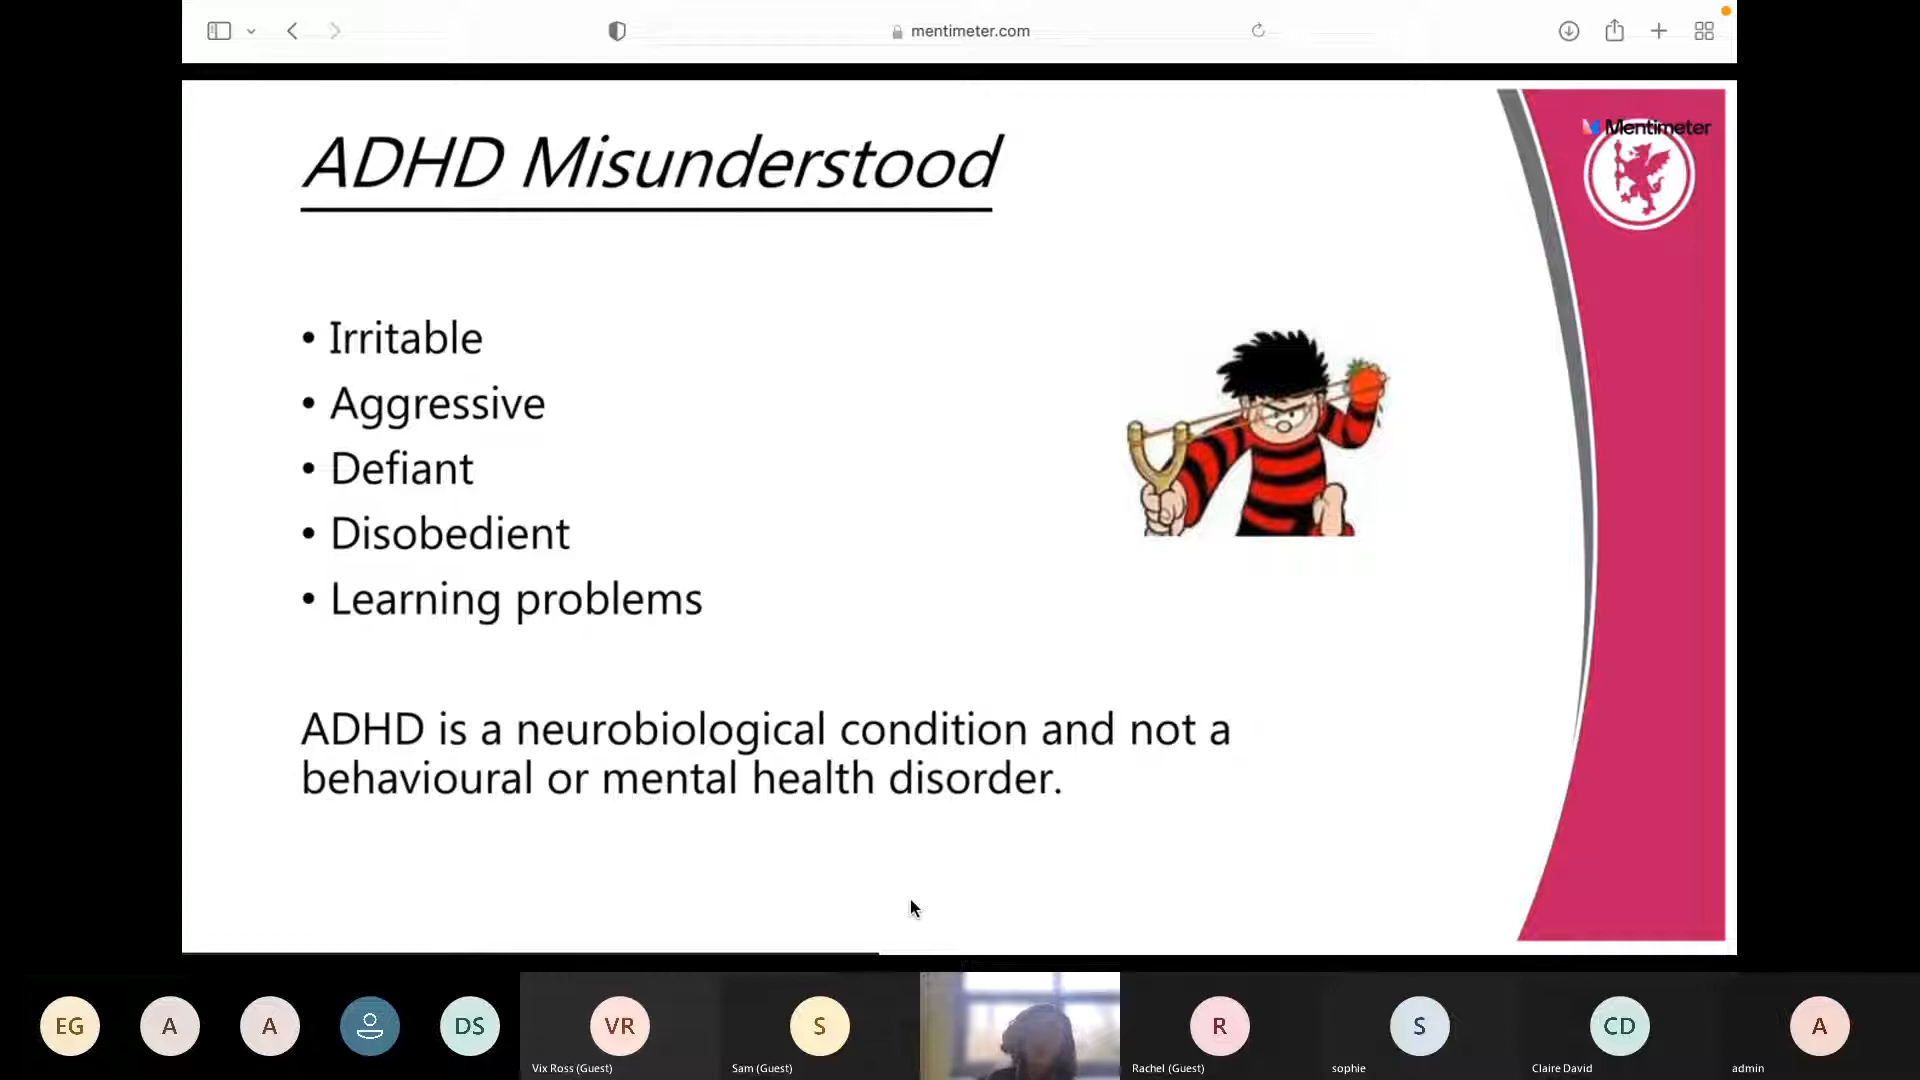 mentimeter.com
Mentimeter
ADHD Misunderstood
• Irritable
• Aggressive
• Defiant
• Disobedient
• Learning problems
ADHD is a neurobiological condition and not a
behavioural or mental health disorder.
EG
A
A
DS
VR
S
R
S
CD
A
Vix Ross (Guest)
Sam (Guest)
Rachel (Guest)
sophie
Claire David
admin